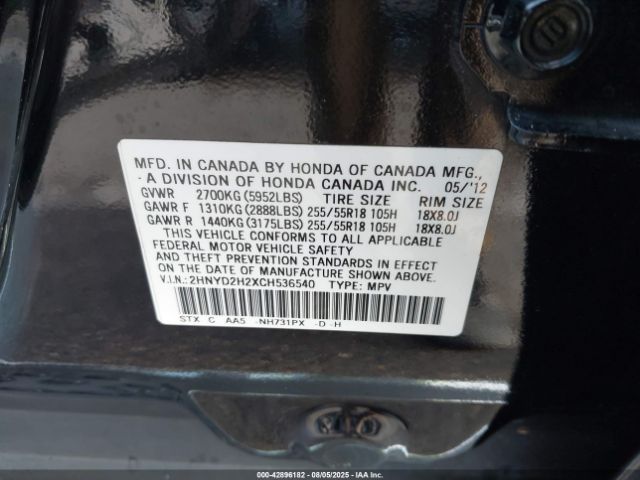 MFD. IN CANADA BY HONDA OF CANADA MFG.,
A DIVISION OF HONDA CANADA INC. 05/'12
GVWR 2700KG (5952LBS) TIRE SIZE RIM SIZE
GAWR F 1310KG (2888LBS) 255/55R18 105H 18X8.0J
GAWR R 1440KG (3175LBS) 255/55R18 105H 18X8.0J
THIS VEHICLE CONFORMS TO ALL APPLICABLE
FEDERAL MOTOR VEHICLE SAFETY
AND THEFT PREVENTION STANDARDS IN EFFECT
ON THE DATE OF MANUFACTURE SHOWN ABOVE.
V.I.N.:2HNYD2H2XCH536540 TYPE: MPV
STX C AA5 -NH731PX -D -H
000-42896182 - 08/05/2025 - IAA Inc.